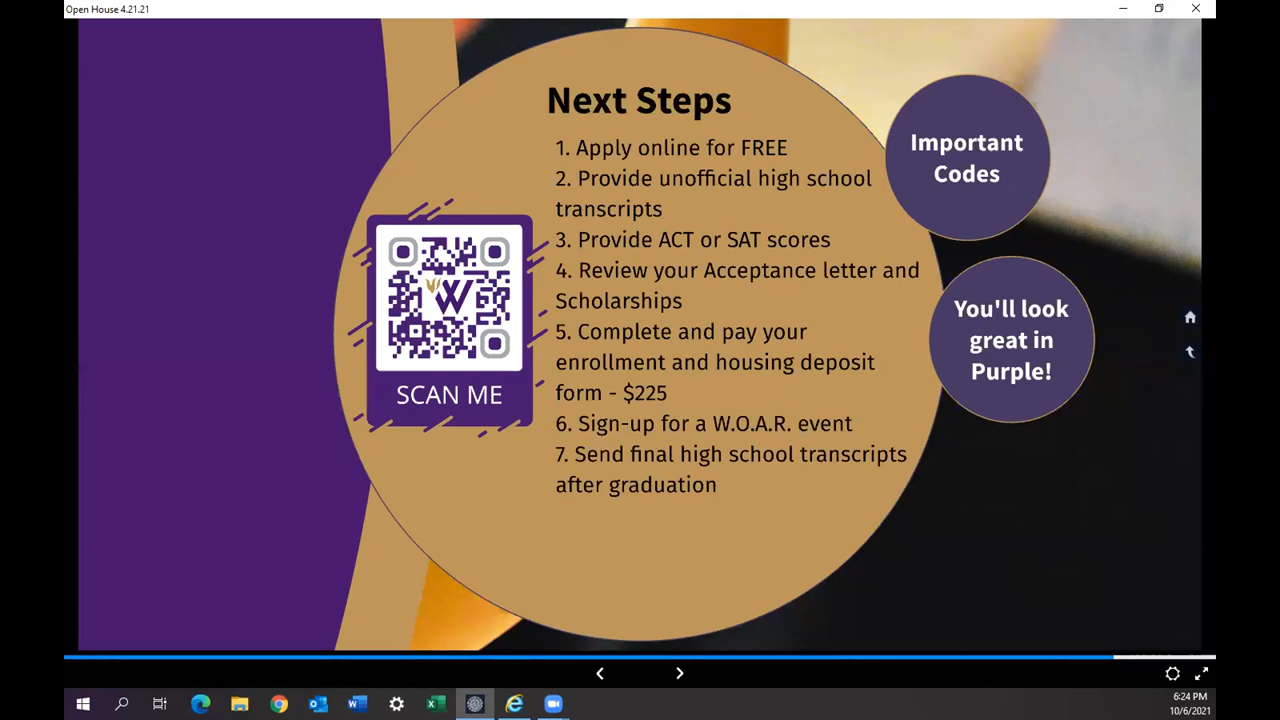 Open House 4.21.21
Next Steps
1. Apply online for FREE
2. Provide unofficial high school
transcripts
3. Provide ACT or SAT scores
4. Review your Acceptance letter and
Scholarships
5. Complete and pay your
enrollment and housing deposit
form - $225
6. Sign-up for a W.O.A.R. event
7. Send final high school transcripts
after graduation
W
SCAN ME
Important
Codes
You'll look
great in
Purple!
6:24 PM
10/6/2021